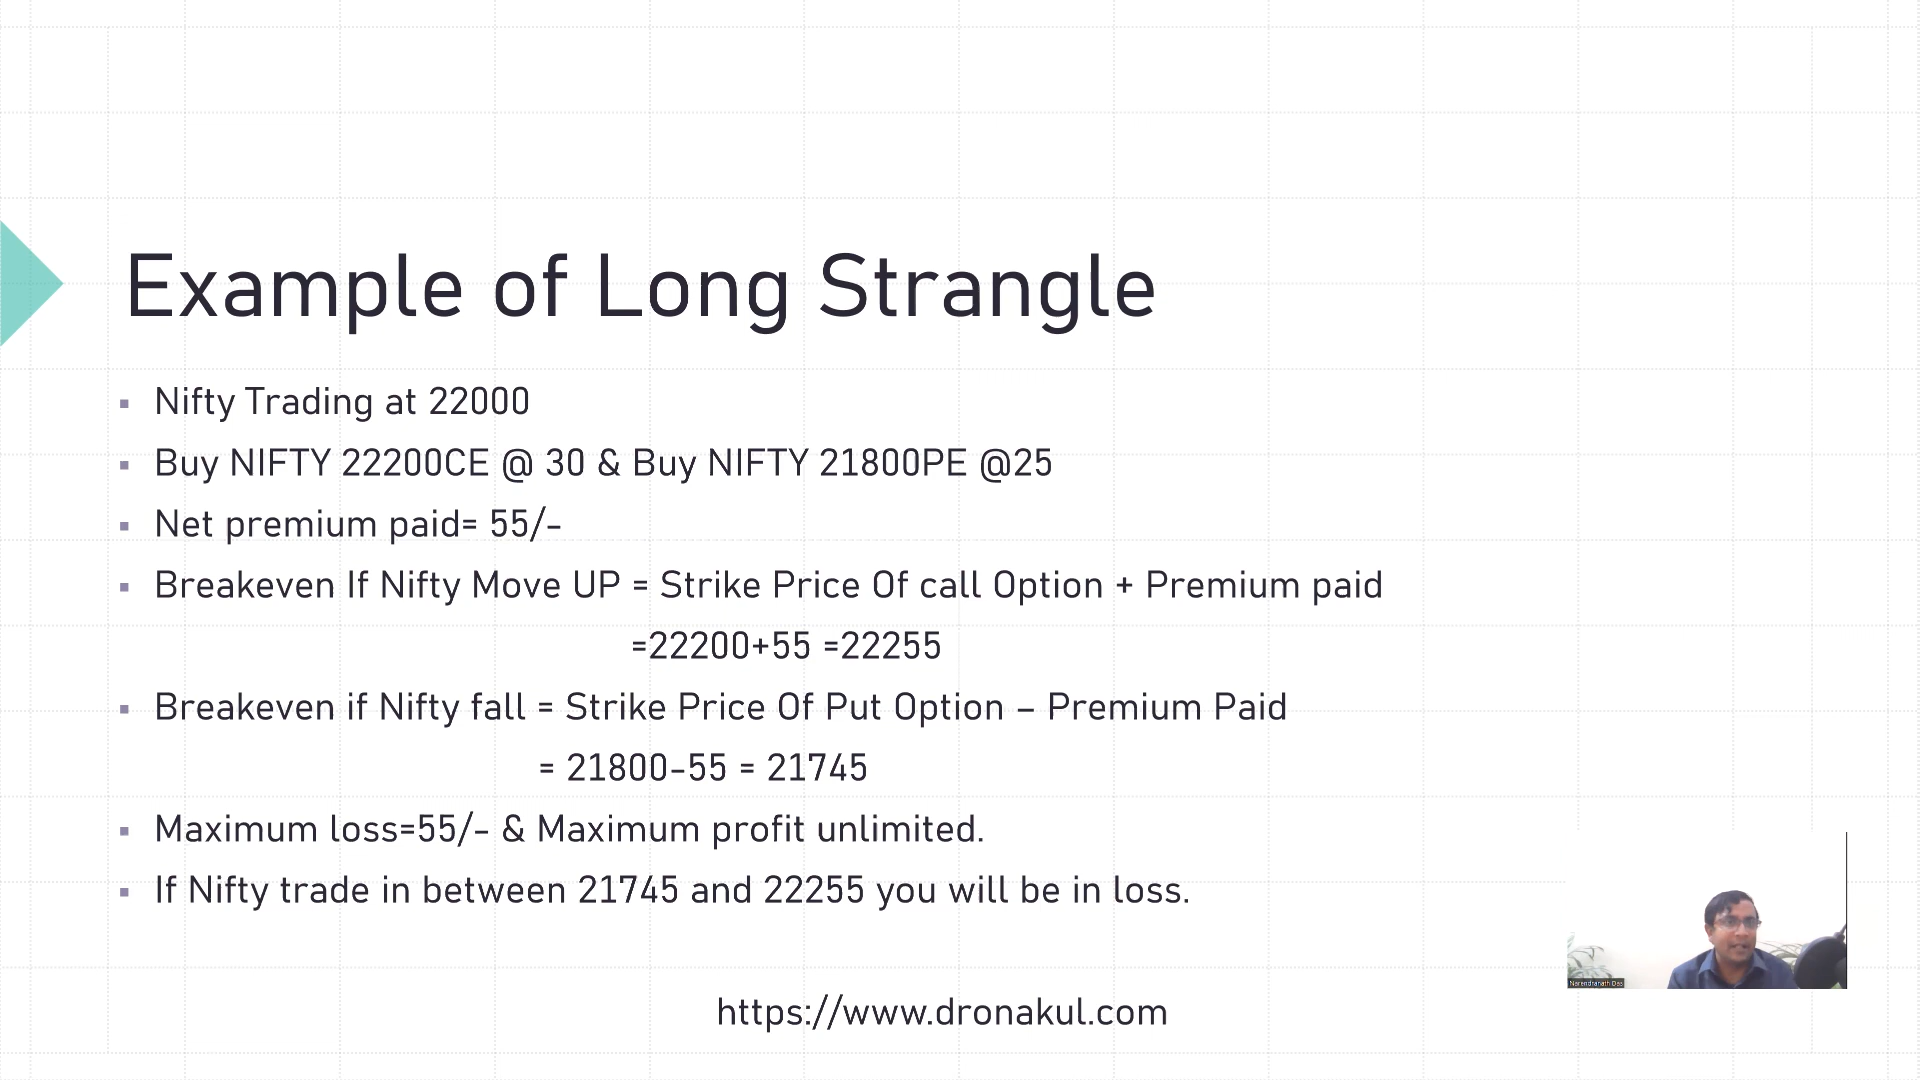 Example of Long Strangle
▪ Nifty Trading at 22000
▪ Buy NIFTY 22200CE @ 30 & Buy NIFTY 21800PE @25
▪ Net premium paid= 55/-
▪ Breakeven If Nifty Move UP = Strike Price Of call Option + Premium paid
=22200+55 =22255
▪ Breakeven if Nifty fall = Strike Price Of Put Option – Premium Paid
= 21800-55 = 21745
▪ Maximum loss=55/- & Maximum profit unlimited.
▪ If Nifty trade in between 21745 and 22255 you will be in loss.
Narendranath Das
https://www.dronakul.com